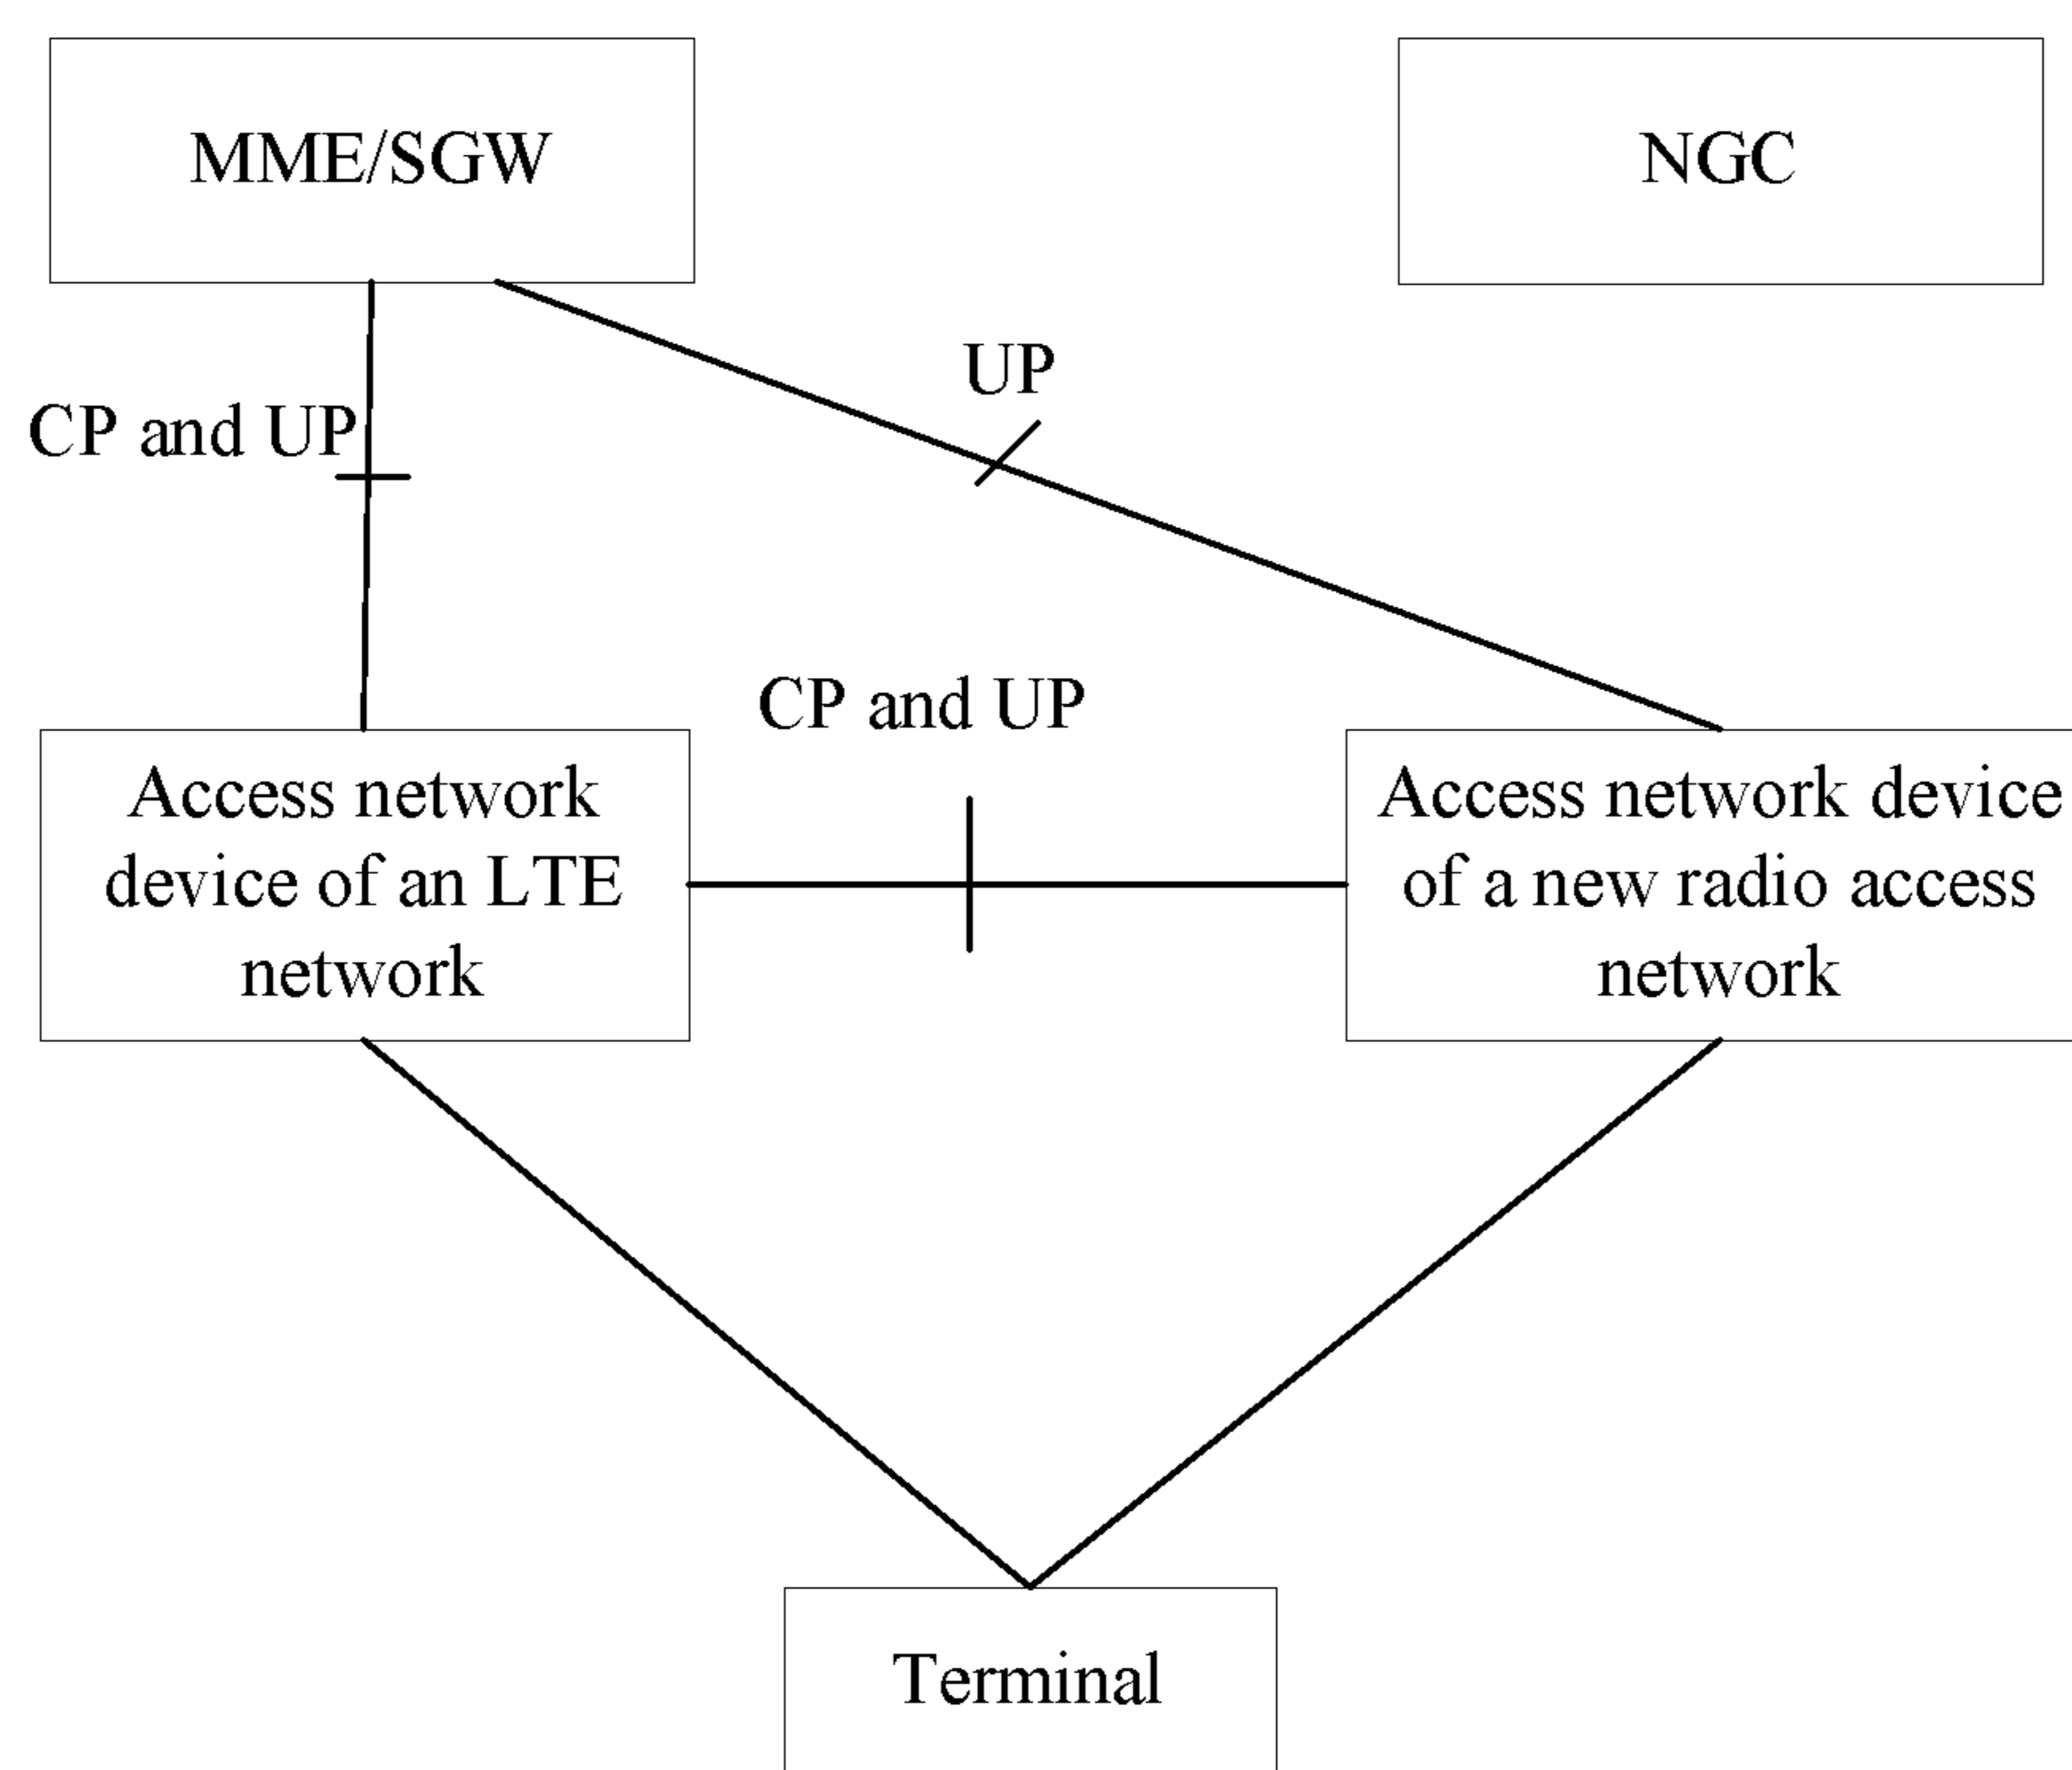 MME/SGW
NGC
UP
CP and UP
CP and UP
Access network
device of an LTE
network
Access network device
of a new radio access
network
Terminal